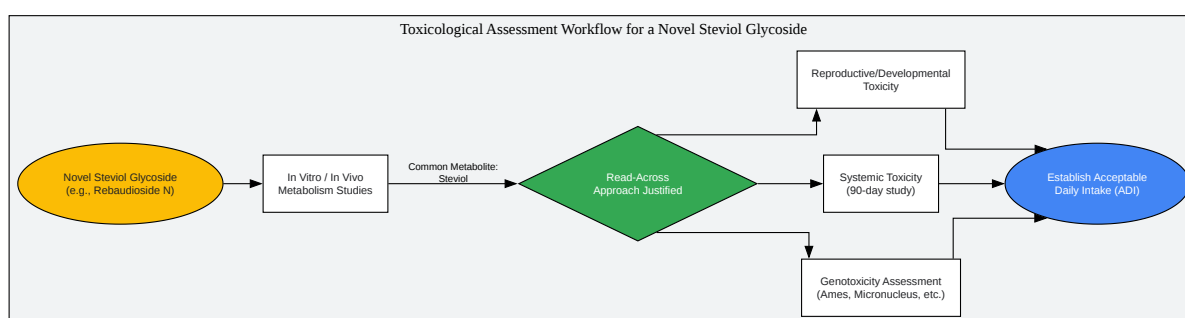 Toxicological Assessment Workflow for a Novel Steviol Glycoside
Novel Steviol Glycoside
(e.g., Rebaudioside N)
In Vitro / In Vivo
Metabolism Studies
Common Metabolite:
Steviol
Read-Across
Approach Justified
Reproductive/Developmental
Toxicity
Systemic Toxicity
(90-day study)
Genotoxicity Assessment
(Ames, Micronucleus, etc.)
Establish Acceptable
Daily Intake (ADI)